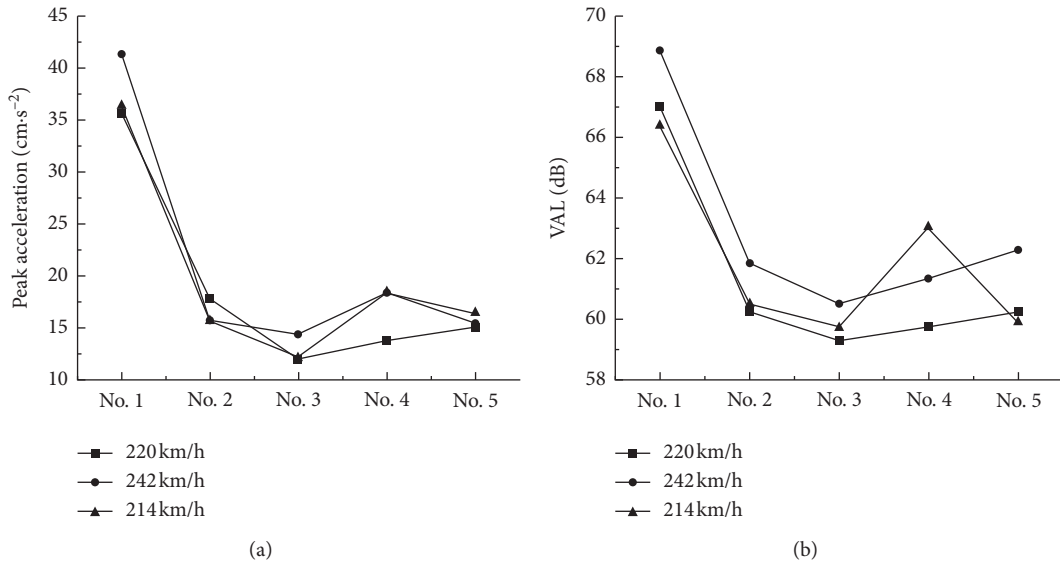 45
40
35
30
25
20
15
10
Peak acceleration (cm·s⁻²)
No. 1 No. 2 No. 3 No. 4 No. 5
220 km/h
242 km/h
214 km/h
(a)
70
68
66
64
62
60
58
VAL (dB)
No. 1 No. 2 No. 3 No. 4 No. 5
220 km/h
242 km/h
214 km/h
(b)